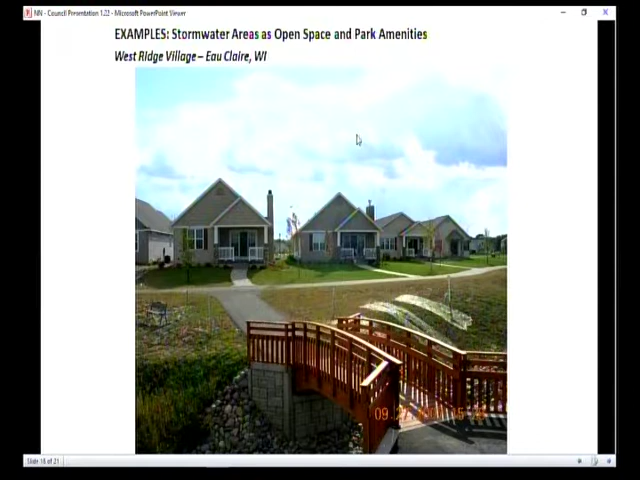 NN - Council Presentation 1.22 - Microsoft PowerPoint Viewer
EXAMPLES: Stormwater Areas as Open Space and Park Amenities
West Ridge Village – Eau Claire, WI
Slide 18 of 21